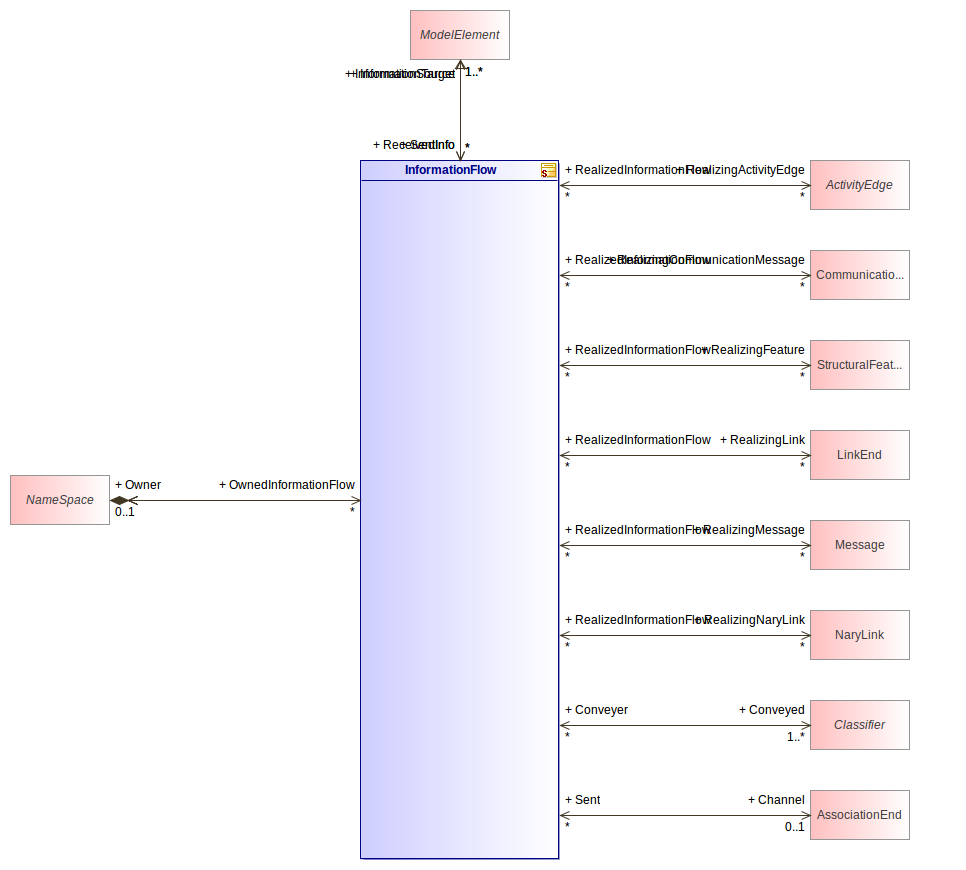 ModelElement
+ InformationTarget
+ InformationSource
1..*
+ ReceivedInfo
+ SentInfo
*
InformationFlow
+ RealizedInformationFlow
+ RealizingActivityEdge
*
*
ActivityEdge
+ RealizedInformationFlow
+ RealizingCommunicationMessage
*
*
Communicatio...
+ RealizedInformationFlow
+ RealizingFeature
*
*
StructuralFeat...
+ RealizedInformationFlow
+ RealizingLink
*
*
LinkEnd
NameSpace
+ Owner
0..1
+ OwnedInformationFlow
*
+ RealizedInformationFlow
+ RealizingMessage
*
*
Message
+ RealizedInformationFlow
+ RealizingNaryLink
*
*
NaryLink
+ Conveyer
+ Conveyed
*
1..*
Classifier
+ Sent
+ Channel
*
0..1
AssociationEnd